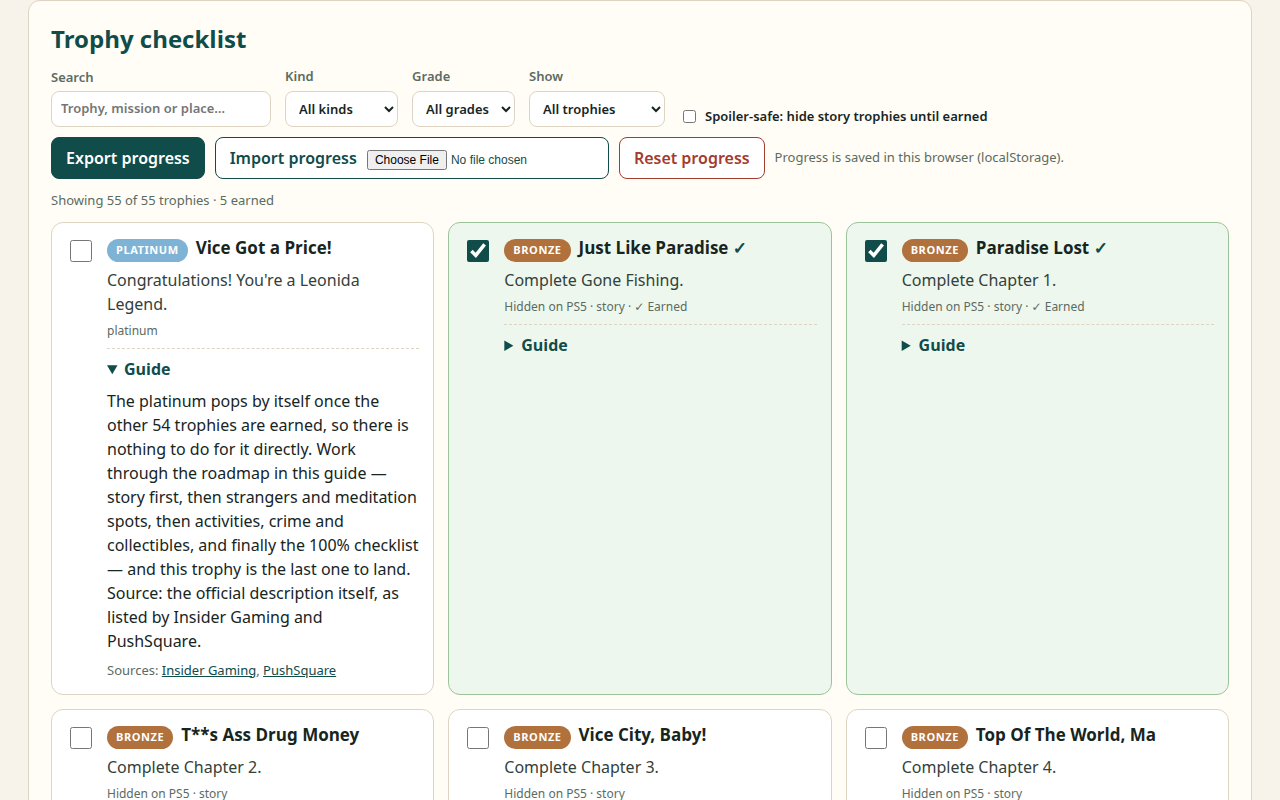 Trophy checklist
Search Kind Grade Show
Trophy, mission or place... All kinds All grades All trophies Spoiler-safe: hide story trophies until earned
Export progress Import progress Choose File No file chosen Reset progress Progress is saved in this browser (localStorage).
Showing 55 of 55 trophies · 5 earned
PLATINUM Vice Got a Price!
Congratulations! You're a Leonida
Legend.
platinum
▼ Guide
The platinum pops by itself once the
other 54 trophies are earned, so there is
nothing to do for it directly. Work
through the roadmap in this guide —
story first, then strangers and meditation
spots, then activities, crime and
collectibles, and finally the 100% checklist
— and this trophy is the last one to land.
Source: the official description itself, as
listed by Insider Gaming and
PushSquare.
Sources: Insider Gaming, PushSquare
BRONZE Just Like Paradise ✓
Complete Gone Fishing.
Hidden on PS5 · story · ✓ Earned
▶ Guide
BRONZE Paradise Lost ✓
Complete Chapter 1.
Hidden on PS5 · story · ✓ Earned
▶ Guide
BRONZE T**s Ass Drug Money
Complete Chapter 2.
Hidden on PS5 · story
BRONZE Vice City, Baby!
Complete Chapter 3.
Hidden on PS5 · story
BRONZE Top Of The World, Ma
Complete Chapter 4.
Hidden on PS5 · story